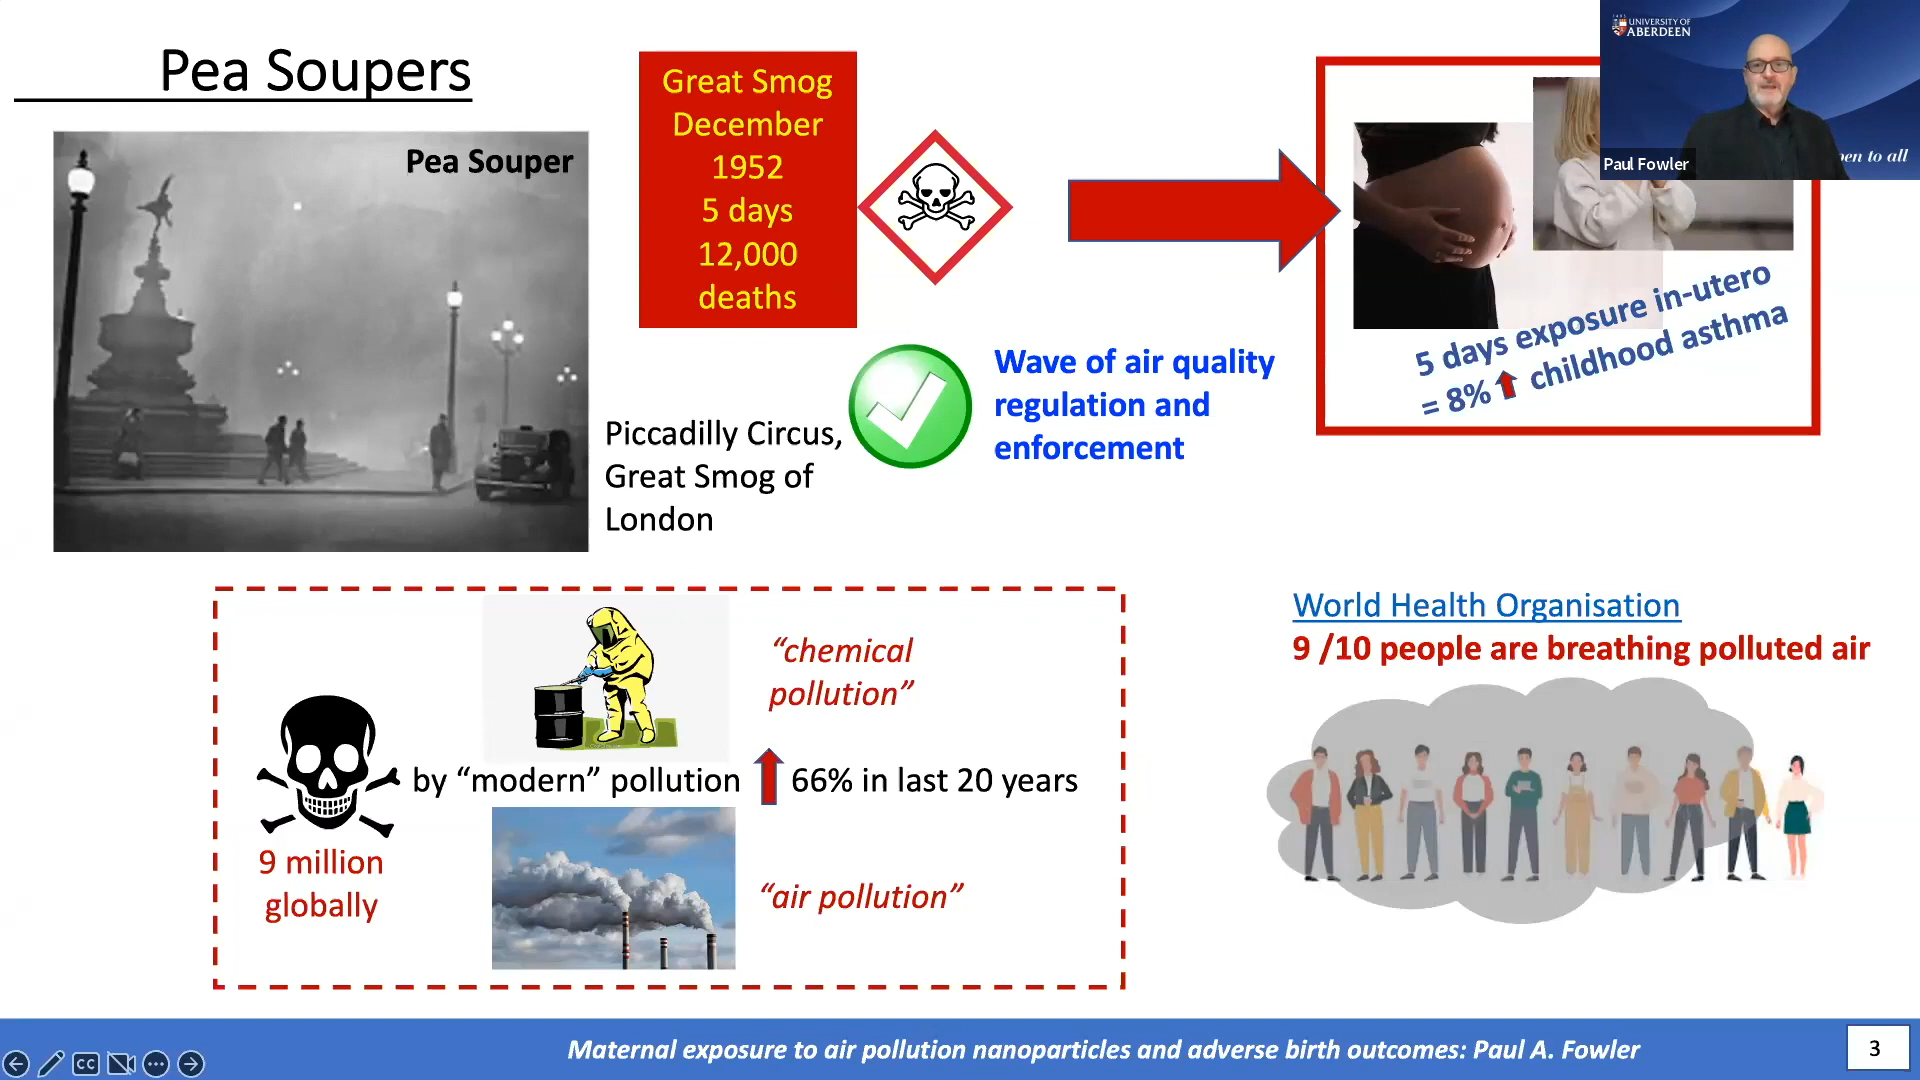 Pea Soupers
Pea Souper
Great Smog
December
1952
5 days
12,000
deaths
Piccadilly Circus,
Great Smog of
London
Wave of air quality
regulation and
enforcement
5 days exposure in-utero
= 8% childhood asthma
UNIVERSITY OF
ABERDEEN
Paul Fowler
pen to all
"chemical
pollution"
by "modern" pollution 66% in last 20 years
9 million
globally
"air pollution"
World Health Organisation
9 /10 people are breathing polluted air
Maternal exposure to air pollution nanoparticles and adverse birth outcomes: Paul A. Fowler
3
CC